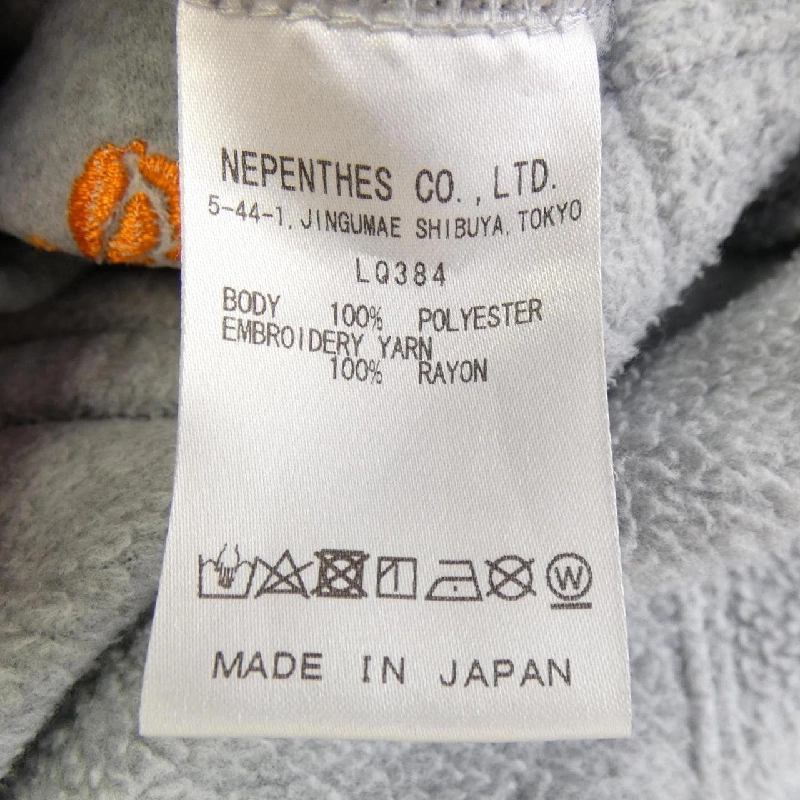 NEPENTHES CO., LTD.
5-44-1, JINGUMAE SHIBUYA, TOKYO
LQ384
BODY 100% POLYESTER
EMBROIDERY YARN
100% RAYON
W
MADE IN JAPAN